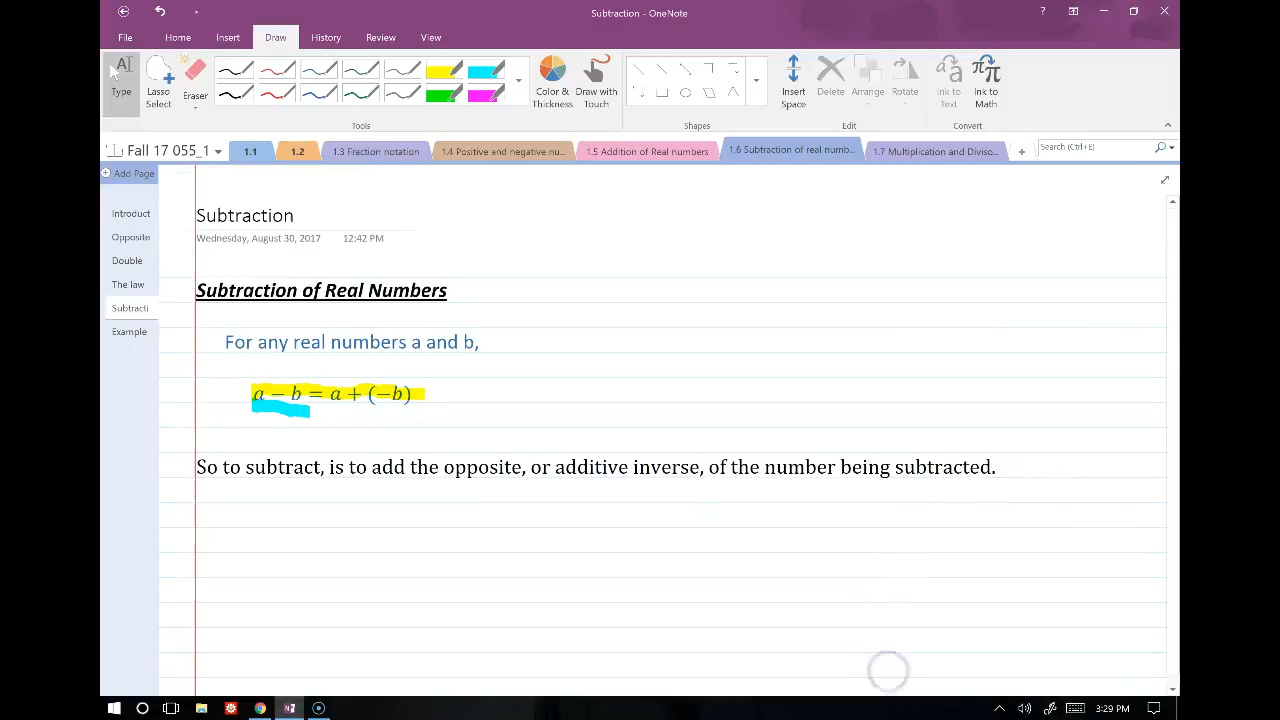 Subtraction - OneNote
?
File Home Insert Draw History Review View
Type
Lasso Select
Eraser
Color & Thickness
Draw with Touch
Insert Space
Delete
Arrange
Rotate
Ink to Text
Ink to Math
Tools
Shapes
Edit
Convert
Fall 17 055_1
1.1
1.2
1.3 Fraction notation
1.4 Positive and negative nu...
1.5 Addition of Real numbers
1.6 Subtraction of real numb...
1.7 Multiplication and Diviso...
Search (Ctrl+E)
Add Page
Introduct
Opposite
Double
The law
Subtracti
Example
Subtraction
Wednesday, August 30, 2017 12:42 PM
Subtraction of Real Numbers
For any real numbers a and b,
a − b = a + (−b)
So to subtract, is to add the opposite, or additive inverse, of the number being subtracted.
3:29 PM